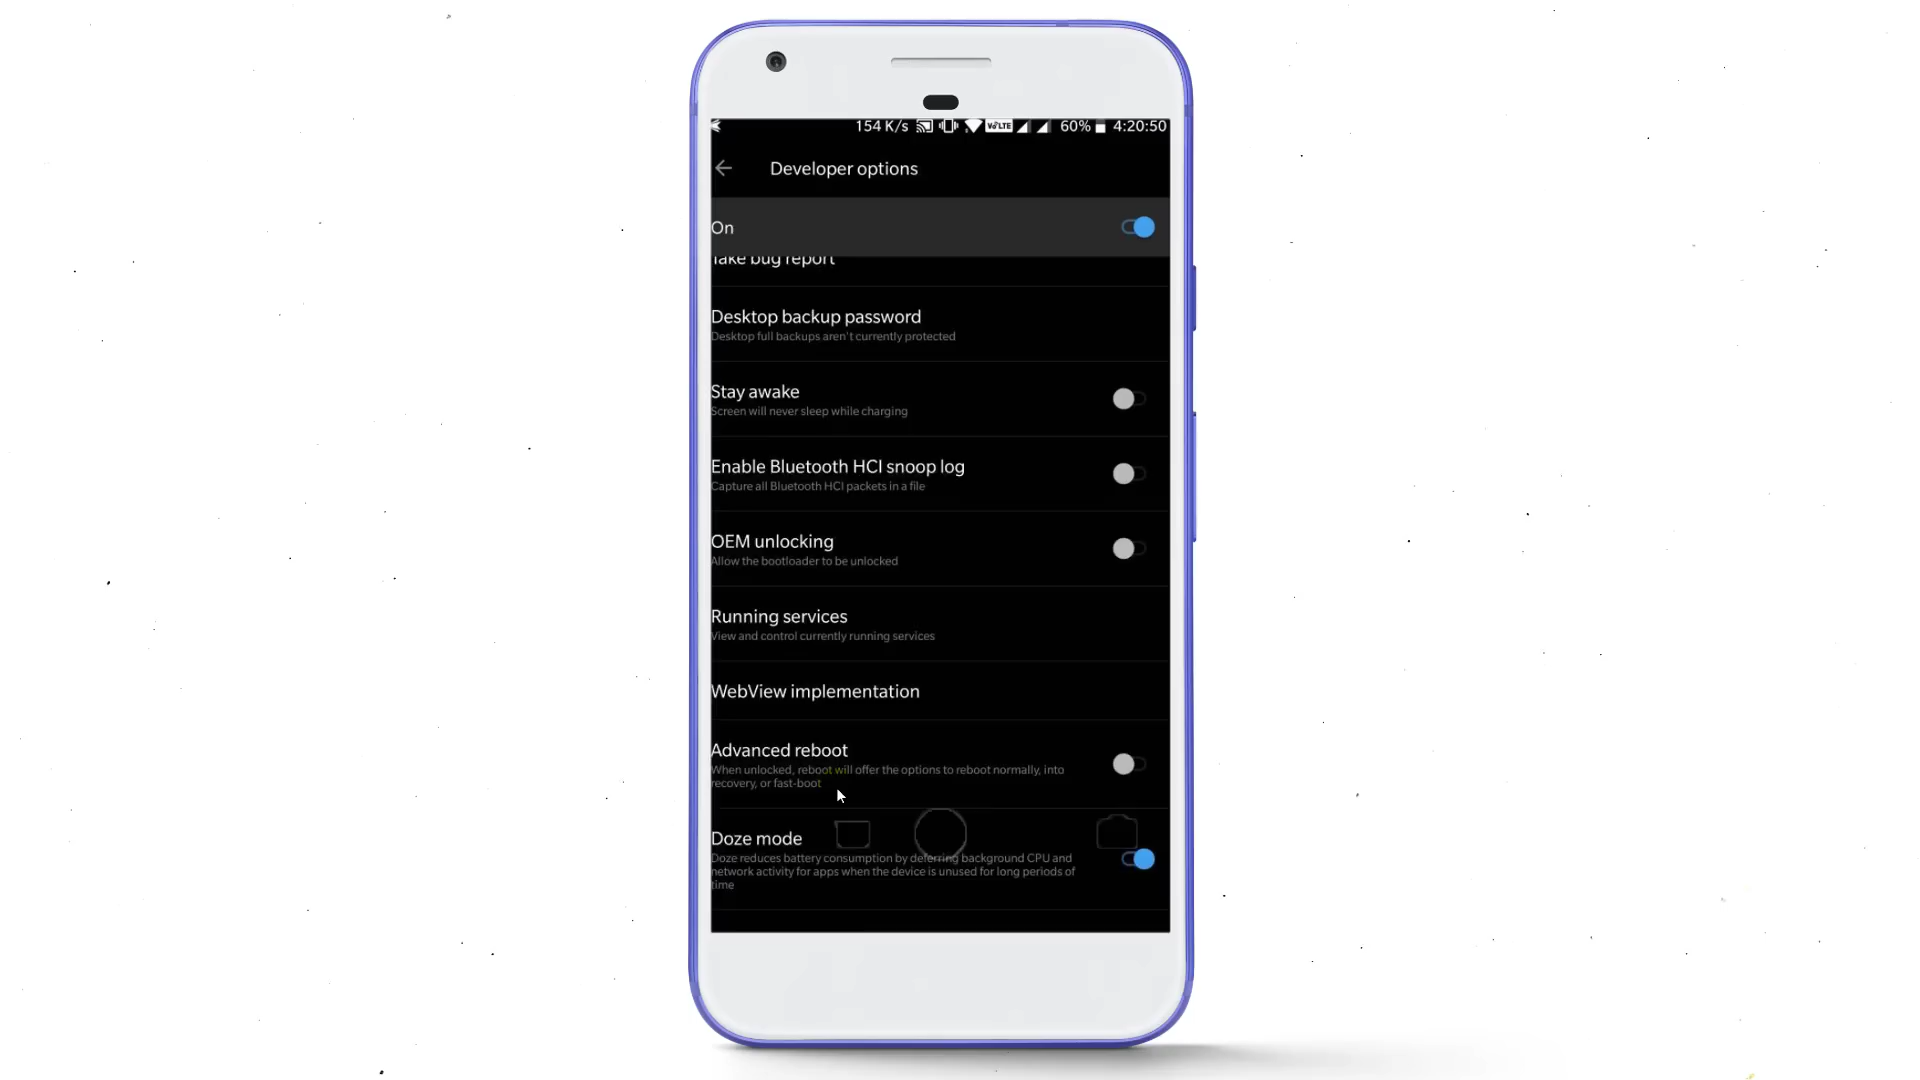 154 K/s VoLTE 60% 4:20:50
Developer options
On
Take bug report
Desktop backup password
Desktop full backups aren't currently protected
Stay awake
Screen will never sleep while charging
Enable Bluetooth HCI snoop log
Capture all Bluetooth HCI packets in a file
OEM unlocking
Allow the bootloader to be unlocked
Running services
View and control currently running services
WebView implementation
Advanced reboot
When unlocked, reboot will offer the options to reboot normally, into
recovery, or fast-boot
Doze mode
Doze reduces battery consumption by deferring background CPU and
network activity for apps when the device is unused for long periods of
time